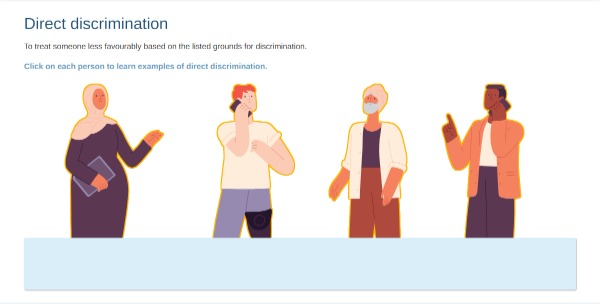 Direct discrimination
To treat someone less favourably based on the listed grounds for discrimination.
Click on each person to learn examples of direct discrimination.